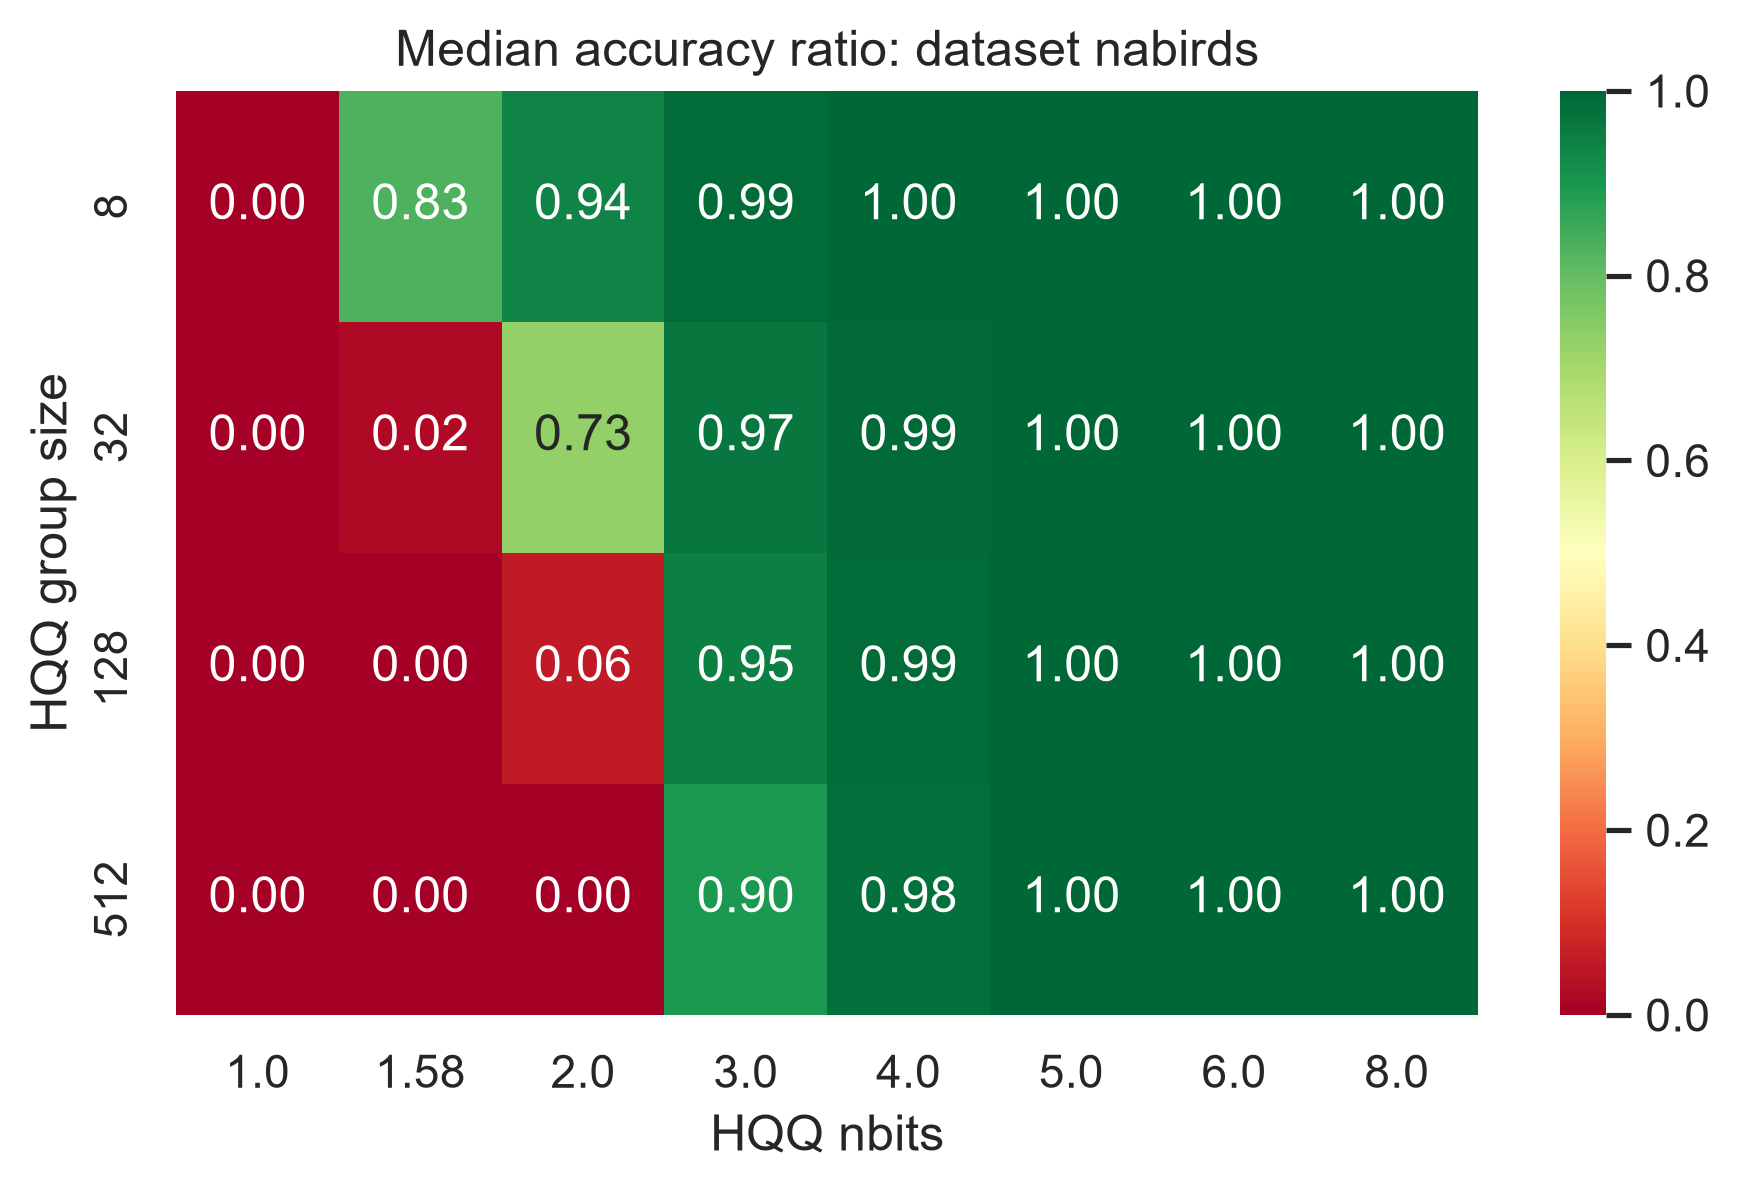 Median accuracy ratio: dataset nabirds
HQQ group size
8
0.00 0.83 0.94 0.99 1.00 1.00 1.00 1.00
32
0.00 0.02 0.73 0.97 0.99 1.00 1.00 1.00
128
0.00 0.00 0.06 0.95 0.99 1.00 1.00 1.00
512
0.00 0.00 0.00 0.90 0.98 1.00 1.00 1.00
1.0 1.58 2.0 3.0 4.0 5.0 6.0 8.0
HQQ nbits
1.0
0.8
0.6
0.4
0.2
0.0